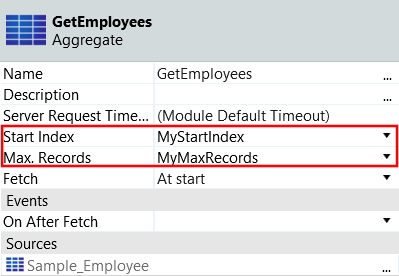 GetEmployees
Aggregate
Name GetEmployees ...
Description ...
Server Request Time... (Module Default Timeout)
Start Index MyStartIndex
Max. Records MyMaxRecords
Fetch At start
Events
On After Fetch
Sources
Sample_Employee ...